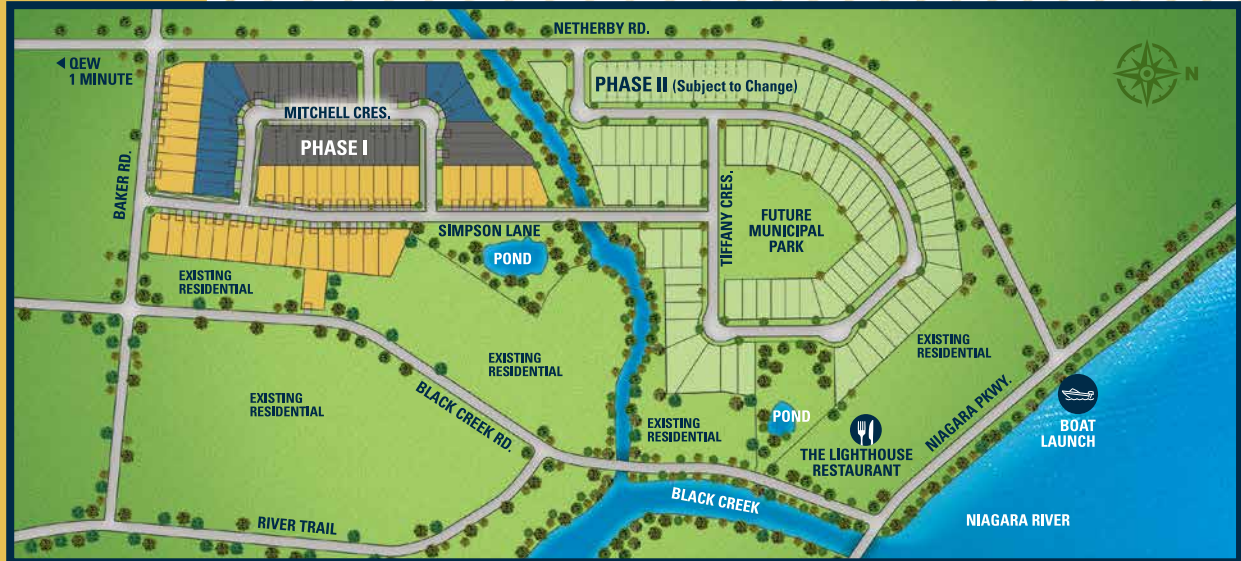 NETHERBY RD.
◄ QEW
1 MINUTE
N
PHASE II (Subject to Change)
MITCHELL CRES.
PHASE I
BAKER RD.
TIFFANY CRES.
FUTURE
MUNICIPAL
PARK
SIMPSON LANE
POND
EXISTING
RESIDENTIAL
EXISTING
RESIDENTIAL
EXISTING
RESIDENTIAL
EXISTING
RESIDENTIAL
BLACK CREEK RD.
NIAGARA PKWY.
BOAT
LAUNCH
POND
EXISTING
RESIDENTIAL
THE LIGHTHOUSE
RESTAURANT
BLACK CREEK
RIVER TRAIL
NIAGARA RIVER